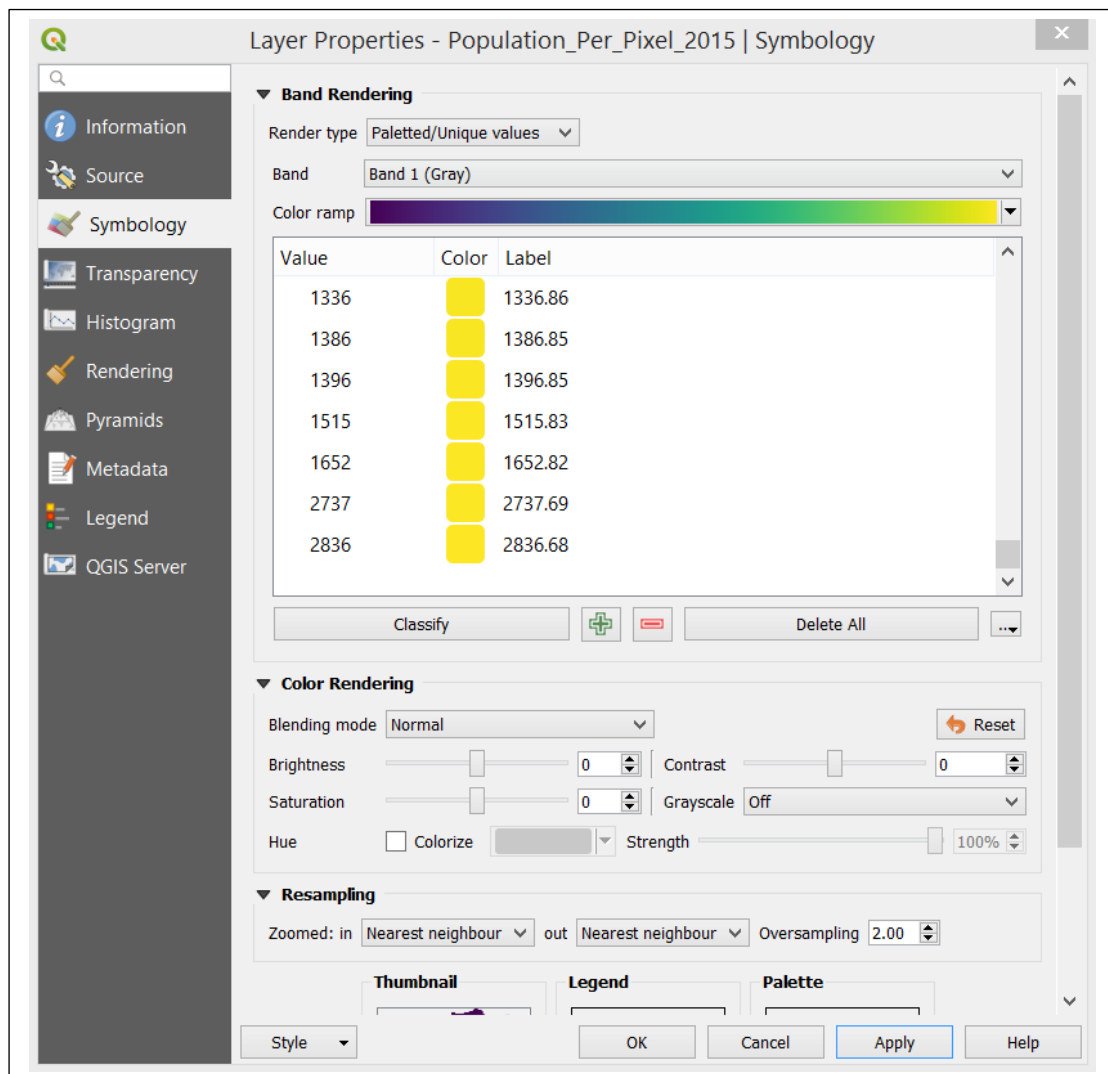 Layer Properties - Population_Per_Pixel_2015 | Symbology
Information
Source
Symbology
Transparency
Histogram
Rendering
Pyramids
Metadata
Legend
QGIS Server
Band Rendering
Render type Paletted/Unique values
Band Band 1 (Gray)
Color ramp
Value Color Label
1336 1336.86
1386 1386.85
1396 1396.85
1515 1515.83
1652 1652.82
2737 2737.69
2836 2836.68
Classify Delete All ...
Color Rendering
Blending mode Normal Reset
Brightness 0 Contrast 0
Saturation 0 Grayscale Off
Hue Colorize Strength 100%
Resampling
Zoomed: in Nearest neighbour out Nearest neighbour Oversampling 2.00
Thumbnail Legend Palette
Style OK Cancel Apply Help